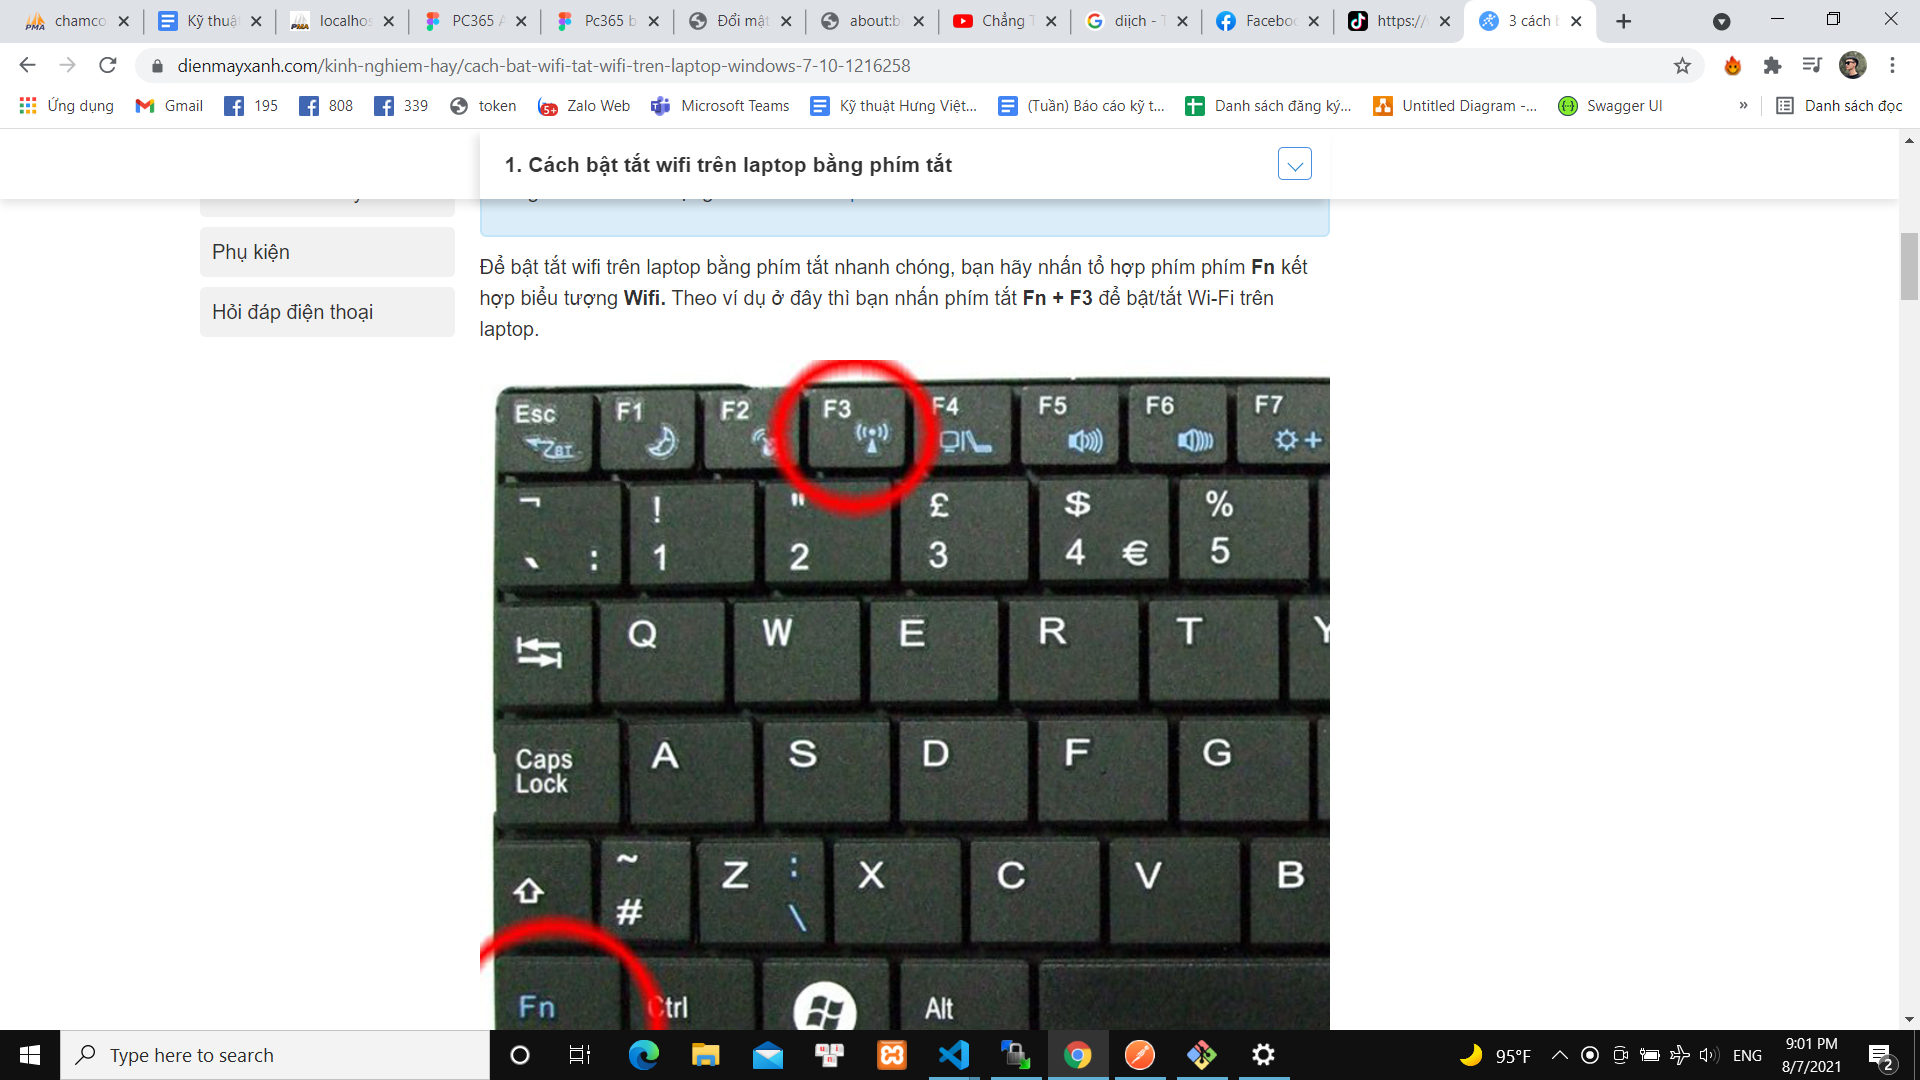 chamco
Kỹ thuật
localhos
PC365 A
Pc365 b
Đổi mật
about:b
Chẳng T
diịch - T
Faceboo
https://v
3 cách b
dienmayxanh.com/kinh-nghiem-hay/cach-bat-wifi-tat-wifi-tren-laptop-windows-7-10-1216258
Ứng dụng
Gmail
195
808
339
token
Zalo Web
Microsoft Teams
Kỹ thuật Hưng Việt...
(Tuần) Báo cáo kỹ t...
Danh sách đăng ký...
Untitled Diagram -...
Swagger UI
»
Danh sách đọc
1. Cách bật tắt wifi trên laptop bằng phím tắt
Phụ kiện
Hỏi đáp điện thoại
Để bật tắt wifi trên laptop bằng phím tắt nhanh chóng, bạn hãy nhấn tổ hợp phím phím Fn kết
hợp biểu tượng Wifi. Theo ví dụ ở đây thì bạn nhấn phím tắt Fn + F3 để bật/tắt Wi-Fi trên
laptop.
Esc F1 F2 F3 F4 F5 F6 F7
¬ ! " £ $ %
` : 1 2 3 4 € 5
Q W E R T Y
Caps Lock A S D F G
~ # Z : \ X C V B
Fn Ctrl Alt
Type here to search
95°F
ENG
9:01 PM
8/7/2021
2